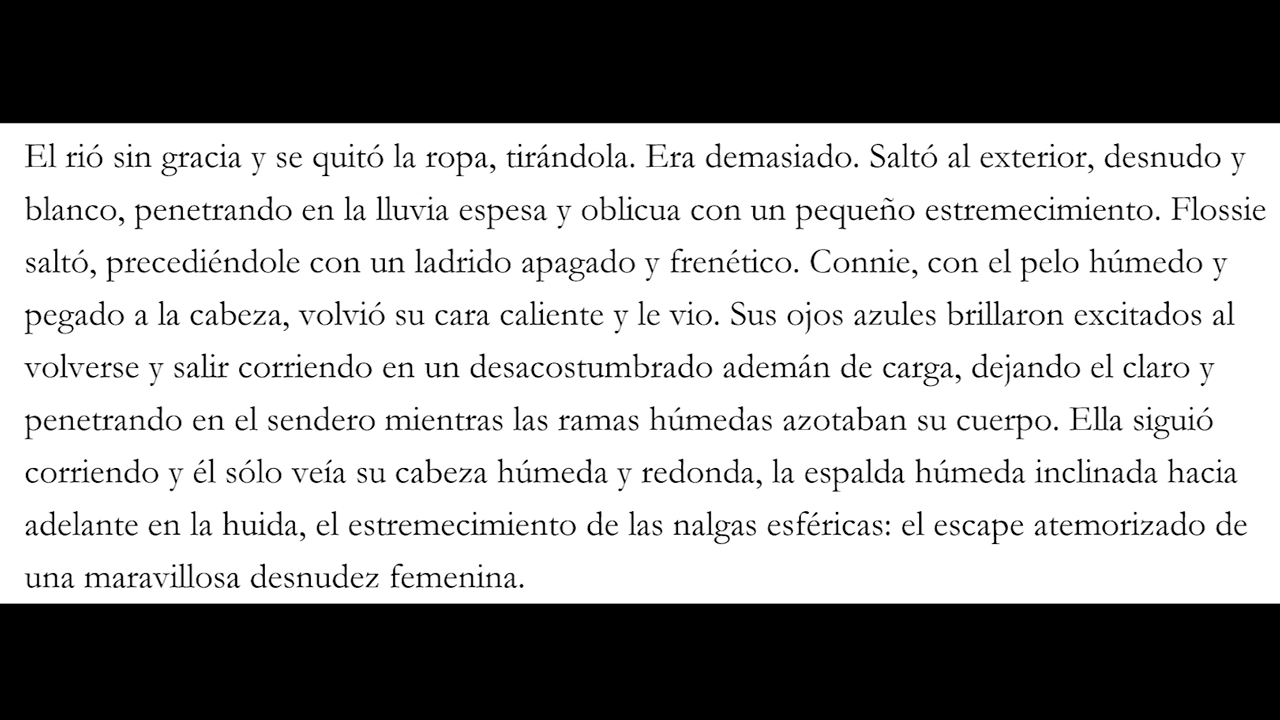 El rió sin gracia y se quitó la ropa, tirándola. Era demasiado. Saltó al exterior, desnudo y
blanco, penetrando en la lluvia espesa y oblicua con un pequeño estremecimiento. Flossie
saltó, precediéndole con un ladrido apagado y frenético. Connie, con el pelo húmedo y
pegado a la cabeza, volvió su cara caliente y le vio. Sus ojos azules brillaron excitados al
volverse y salir corriendo en un desacostumbrado ademán de carga, dejando el claro y
penetrando en el sendero mientras las ramas húmedas azotaban su cuerpo. Ella siguió
corriendo y él sólo veía su cabeza húmeda y redonda, la espalda húmeda inclinada hacia
adelante en la huida, el estremecimiento de las nalgas esféricas: el escape atemorizado de
una maravillosa desnudez femenina.